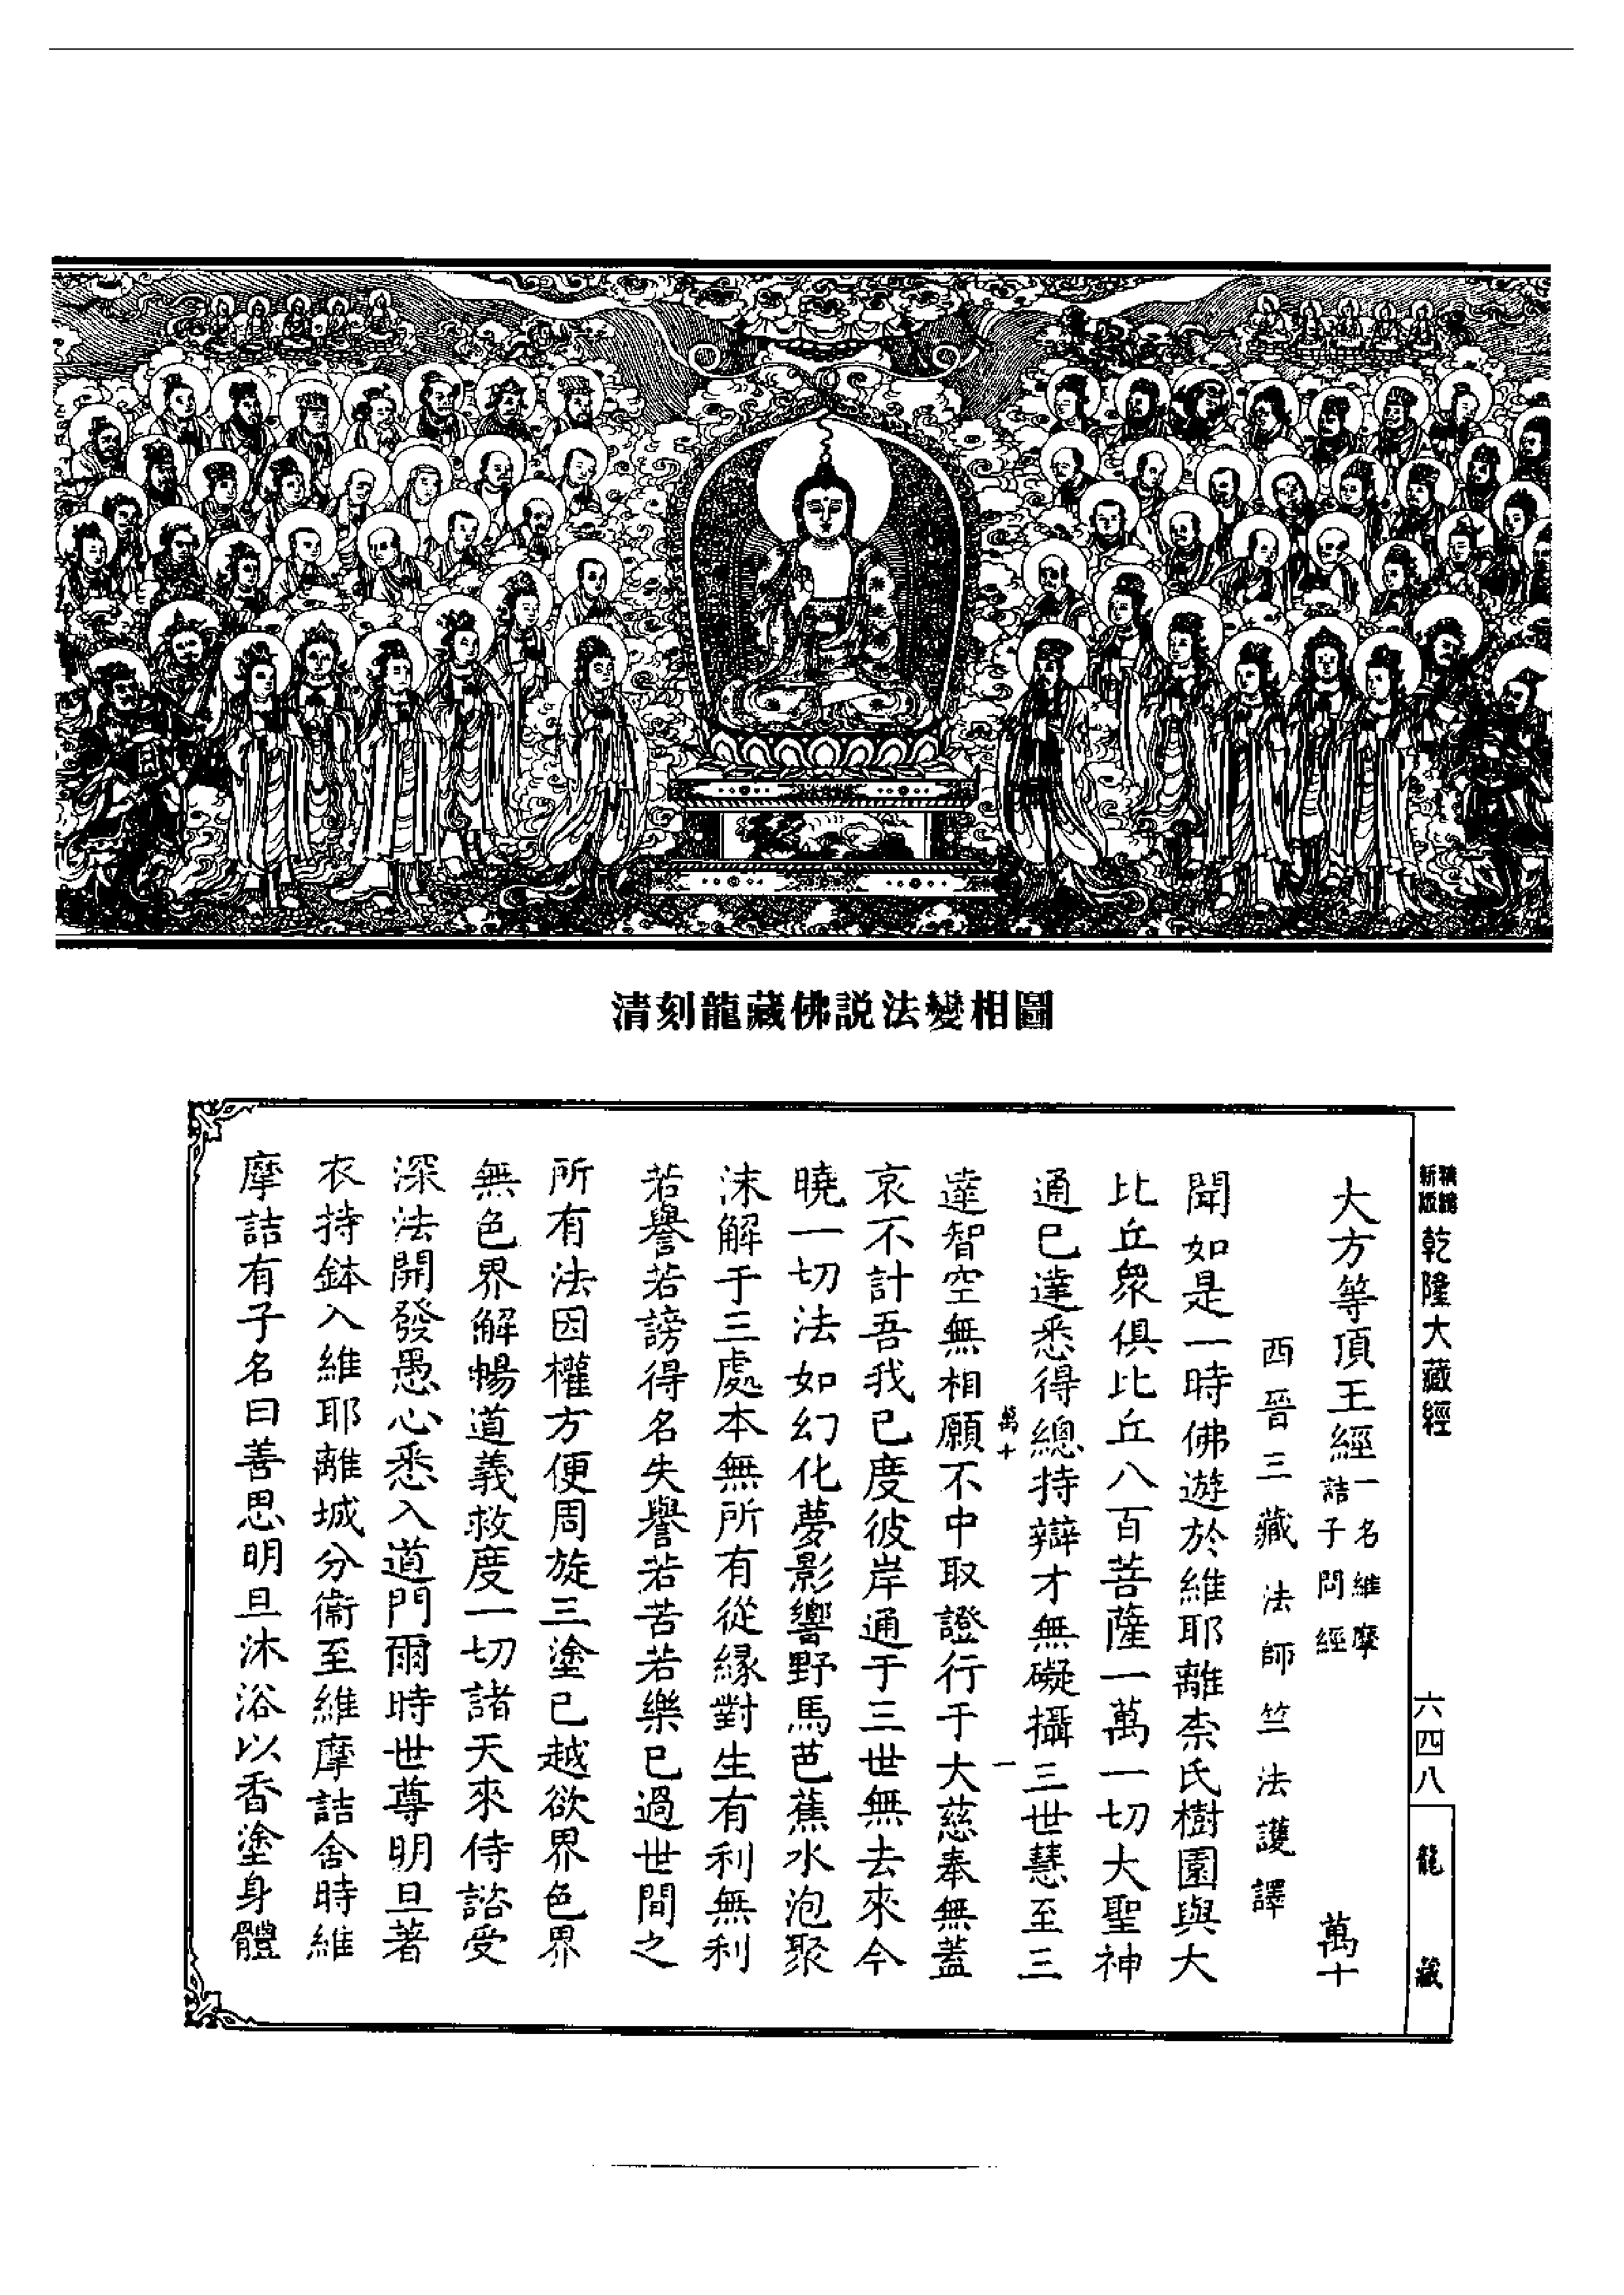 清刻龍藏佛説法變相圖
新版
精縮
乾隆大藏經
六四八
龍藏
大方等頂王經一名維摩詰子問經 萬十
西晉三藏法師竺法護譯
聞如是一時佛遊於維耶離柰氏樹園與大
比丘衆俱比丘八百菩薩一萬一切大聖神
通已達悉得總持辯才無礙攝三世慧至三
萬十 一
達智空無相願不中取證行于大慈奉無蓋
哀不計吾我已度彼岸通于三世無去來今
曉一切法如幻化夢影響野馬芭蕉水泡聚
沫解于三處本無所有從緣對生有利無利
若譽若謗得名失譽若苦若樂已過世間之
所有法因權方便周旋三塗已越欲界色界
無色界解暢道義救度一切諸天來侍諮受
深法開發愚心悉入道門爾時世尊明旦著
衣持鉢入維耶離城分衞至維摩詰舍時維
摩詰有子名曰善思明旦沐浴以香塗身體